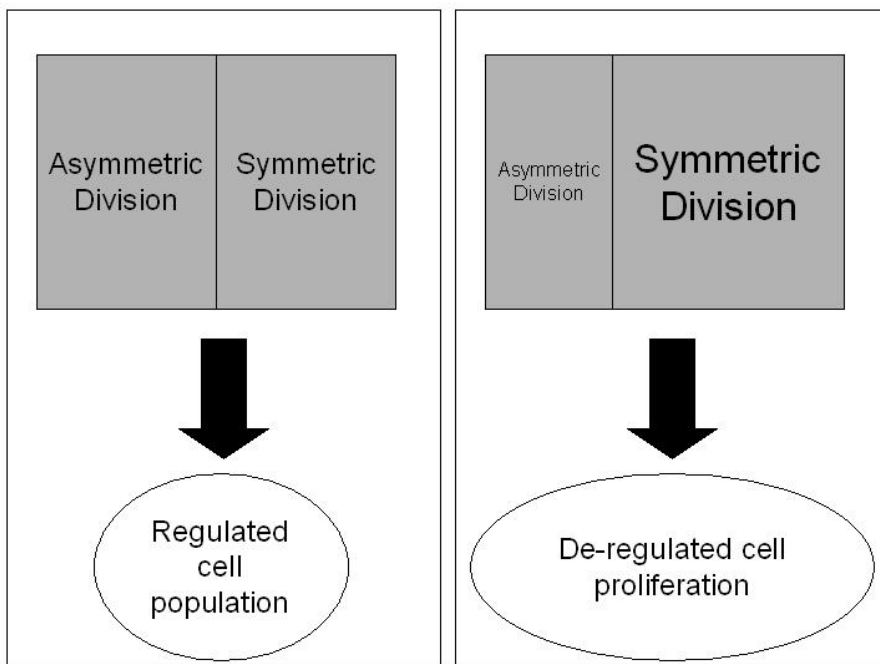 Asymmetric
Division
Symmetric
Division
Regulated
cell
population
Asymmetric
Division
Symmetric
Division
De-regulated cell
proliferation